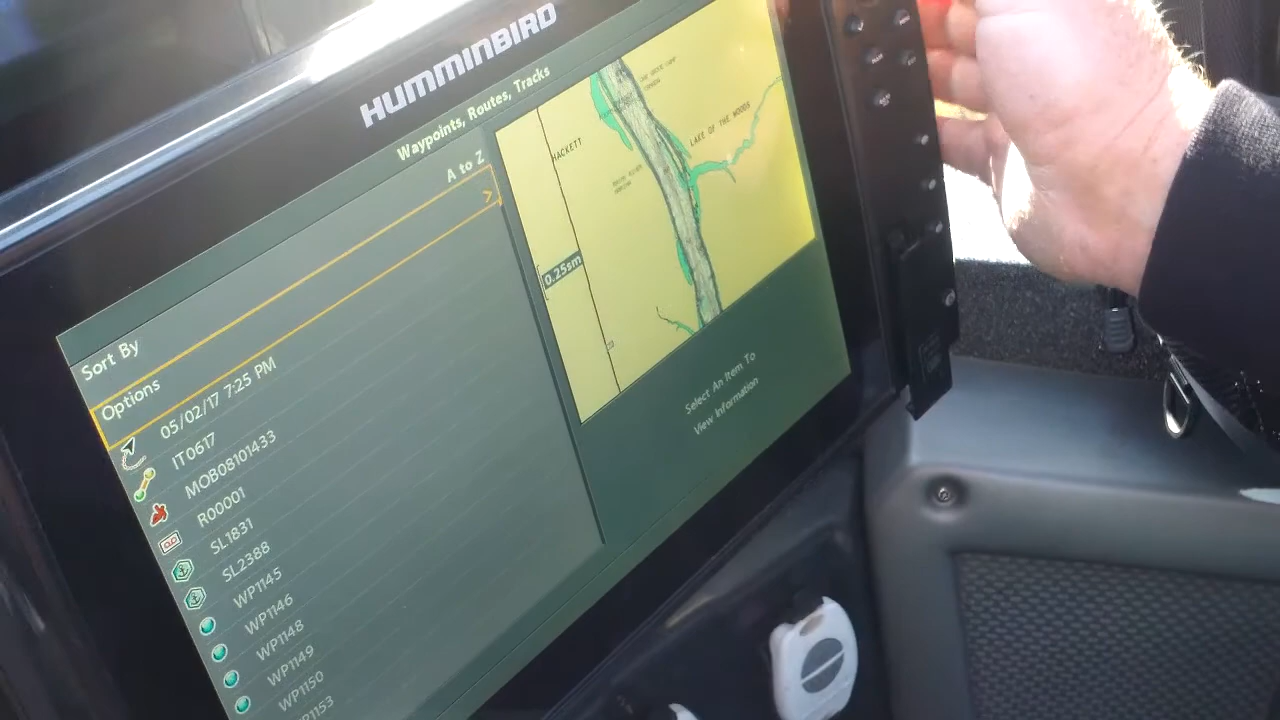 HUMMINBIRD
Waypoints, Routes, Tracks
Sort By
A to Z
Options
>
05/02/17 7:25 PM
IT0617
MOB08101433
R00001
SL1831
SL2388
WP1145
WP1146
WP1148
WP1149
WP1150
WP1153
HACKETT
LAKE OF THE WOODS
0.25sm
Select An Item To
View Information